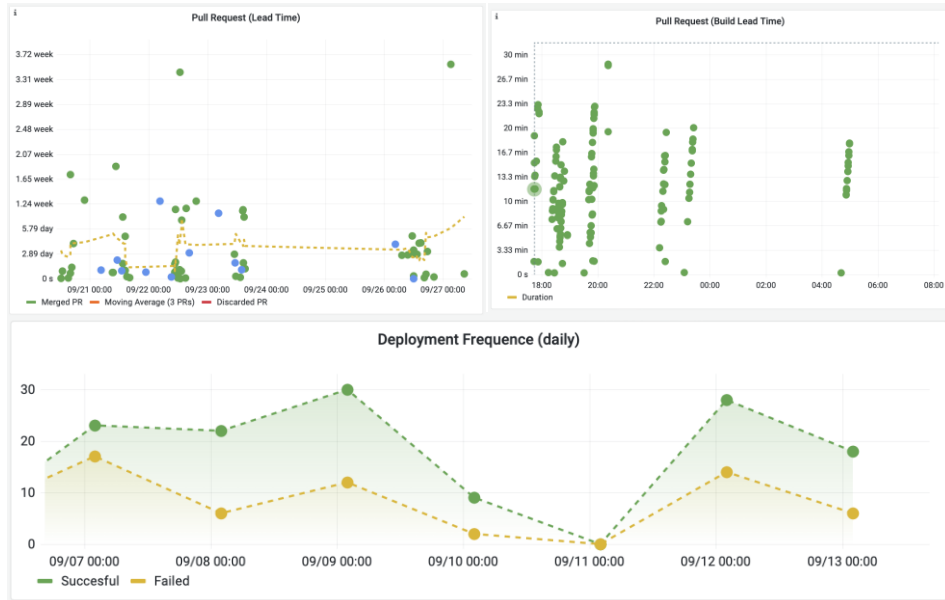 i
Pull Request (Lead Time)
3.72 week
3.31 week
2.89 week
2.48 week
2.07 week
1.65 week
1.24 week
5.79 day
2.89 day
0 s
09/21 00:00
09/22 00:00
09/23 00:00
09/24 00:00
09/25 00:00
09/26 00:00
09/27 00:00
Merged PR
Moving Average (3 PRs)
Discarded PR
i
Pull Request (Build Lead Time)
30 min
26.7 min
23.3 min
20 min
16.7 min
13.3 min
10 min
6.67 min
3.33 min
0 s
18:00
20:00
22:00
00:00
02:00
04:00
06:00
08:00
Duration
Deployment Frequence (daily)
30
20
10
0
09/07 00:00
09/08 00:00
09/09 00:00
09/10 00:00
09/11 00:00
09/12 00:00
09/13 00:00
Succesful
Failed